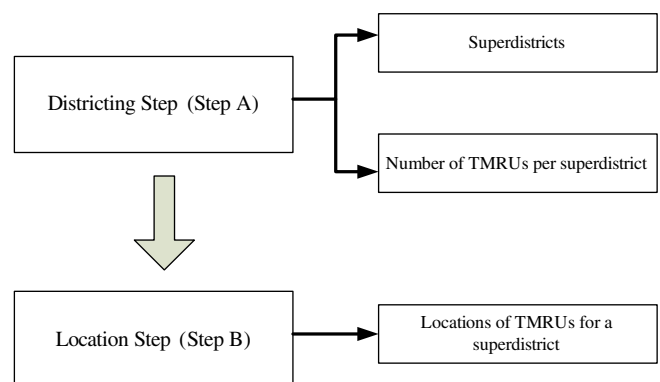 Superdistricts
Districting Step (Step A)
Number of TMRUs per superdistrict
Location Step (Step B)
Locations of TMRUs for a
superdistrict